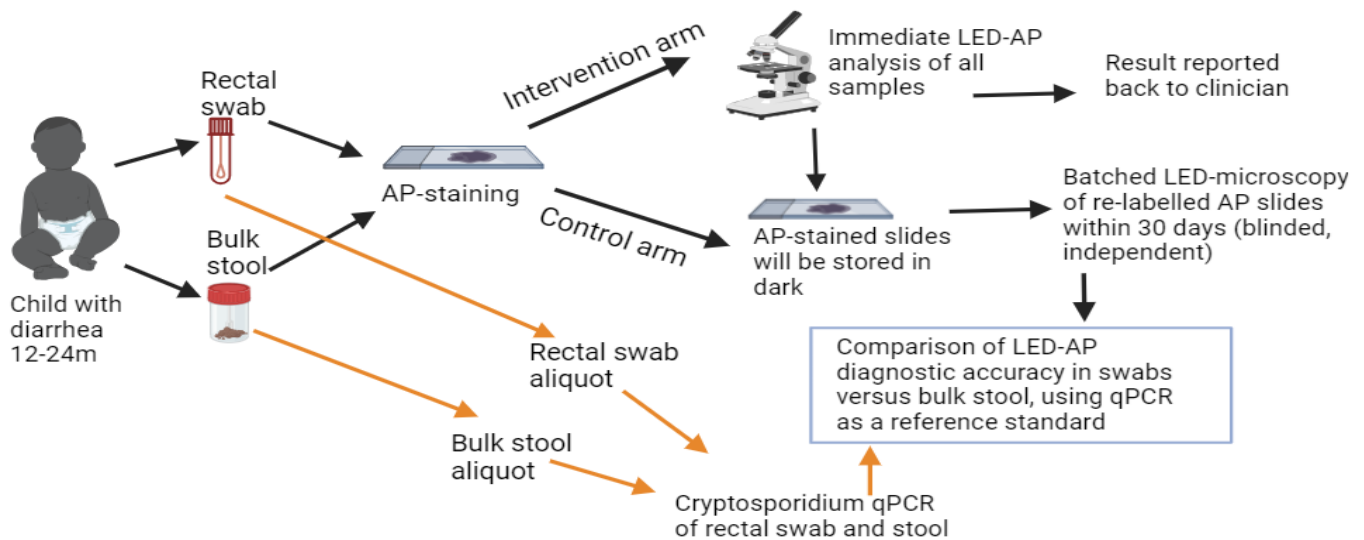 Rectal
swab
Bulk
stool
Child with
diarrhea
12-24m
AP-staining
Intervention arm
Control arm
Immediate LED-AP
analysis of all
samples
Result reported
back to clinician
AP-stained slides
will be stored in
dark
Batched LED-microscopy
of re-labelled AP slides
within 30 days (blinded,
independent)
Rectal swab
aliquot
Bulk stool
aliquot
Cryptosporidium qPCR
of rectal swab and stool
Comparison of LED-AP
diagnostic accuracy in swabs
versus bulk stool, using qPCR
as a reference standard